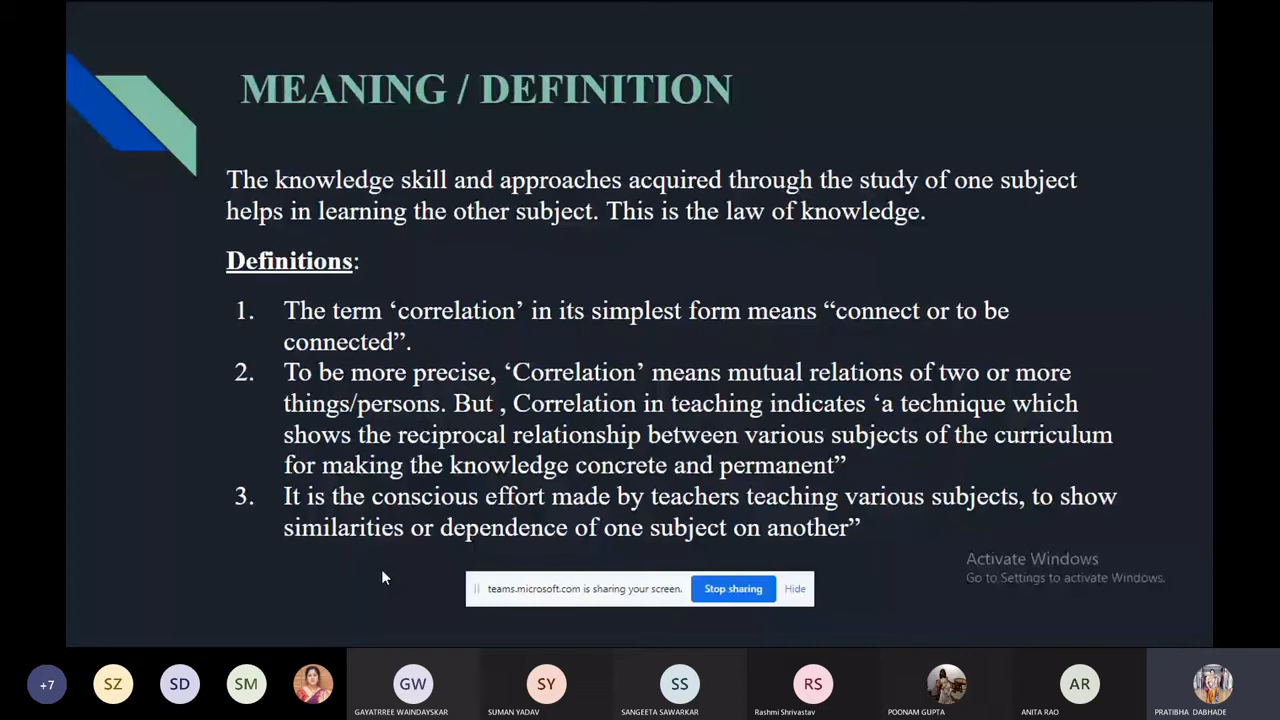 MEANING / DEFINITION
The knowledge skill and approaches acquired through the study of one subject
helps in learning the other subject. This is the law of knowledge.
Definitions:
1. The term ‘correlation’ in its simplest form means “connect or to be
connected”.
2. To be more precise, ‘Correlation’ means mutual relations of two or more
things/persons. But , Correlation in teaching indicates ‘a technique which
shows the reciprocal relationship between various subjects of the curriculum
for making the knowledge concrete and permanent”
3. It is the conscious effort made by teachers teaching various subjects, to show
similarities or dependence of one subject on another”
Activate Windows
Go to Settings to activate Windows.
teams.microsoft.com is sharing your screen.
Stop sharing
Hide
+7
SZ
SD
SM
GW
SY
SS
RS
AR
GAYATRREE WAINDAYSKAR
SUMAN YADAV
SANGEETA SAWARKAR
Rashmi Shrivastav
POONAM GUPTA
ANITA RAO
PRATIBHA DABHADE